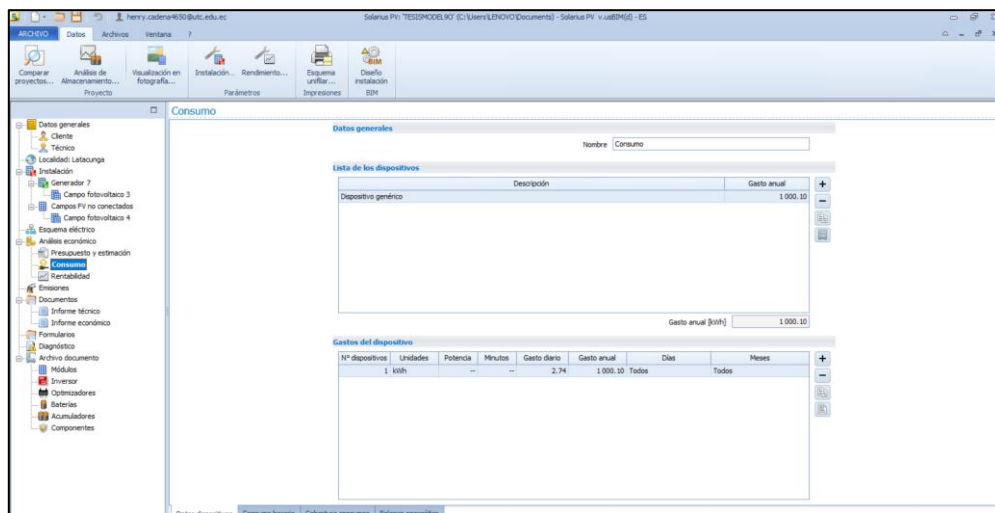 henry.cadena4650@utc.edu.ec
Solarius PV: 'TESISMODEL90' (C:\Users\LENOVO\Documents) - Solarius PV v.usBIM(d) - ES
ARCHIVO Datos Archivos Ventana ?
Comparar proyectos...
Análisis de Almacenamiento...
Visualización en fotografía...
Instalación...
Rendimiento...
Esquema unifilar...
BIM
Diseño instalación
Proyecto Parámetros Impresiones BIM
Datos generales
Cliente
Técnico
Localidad: Latacunga
Instalación
Generador 7
Campo fotovoltaico 3
Campos FV no conectados
Campo fotovoltaico 4
Esquema eléctrico
Análisis económico
Presupuesto y estimación
Consumo
Rentabilidad
Emisiones
Documentos
Informe técnico
Informe económico
Formularios
Diagnóstico
Archivo documento
Módulos
Inversor
Optimizadores
Baterías
Acumuladores
Componentes
Consumo
Datos generales
Nombre Consumo
Lista de los dispositivos
Descripción Gasto anual
Dispositivo genérico 1 000.10
Gasto anual [kWh] 1 000.10
Gastos del dispositivo
N° dispositivos Unidades Potencia Minutos Gasto diario Gasto anual Días Meses
1 kWh -- -- 2.74 1 000.10 Todos Todos